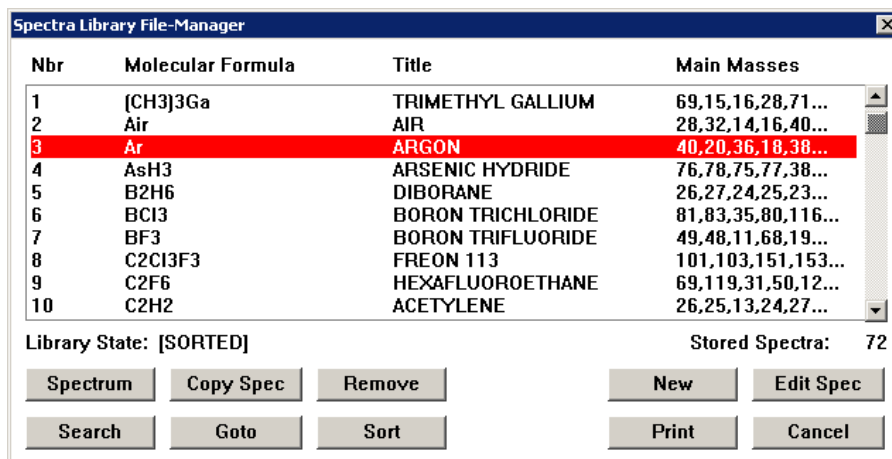 Spectra Library File-Manager
Nbr Molecular Formula Title Main Masses
1 (CH3)3Ga TRIMETHYL GALLIUM 69,15,16,28,71...
2 Air AIR 28,32,14,16,40...
3 Ar ARGON 40,20,36,18,38...
4 AsH3 ARSENIC HYDRIDE 76,78,75,77,38...
5 B2H6 DIBORANE 26,27,24,25,23...
6 BCl3 BORON TRICHLORIDE 81,83,35,80,116...
7 BF3 BORON TRIFLUORIDE 49,48,11,68,19...
8 C2Cl3F3 FREON 113 101,103,151,153...
9 C2F6 HEXAFLUOROETHANE 69,119,31,50,12...
10 C2H2 ACETYLENE 26,25,13,24,27...
Library State: [SORTED] Stored Spectra: 72
Spectrum Copy Spec Remove New Edit Spec
Search Goto Sort Print Cancel